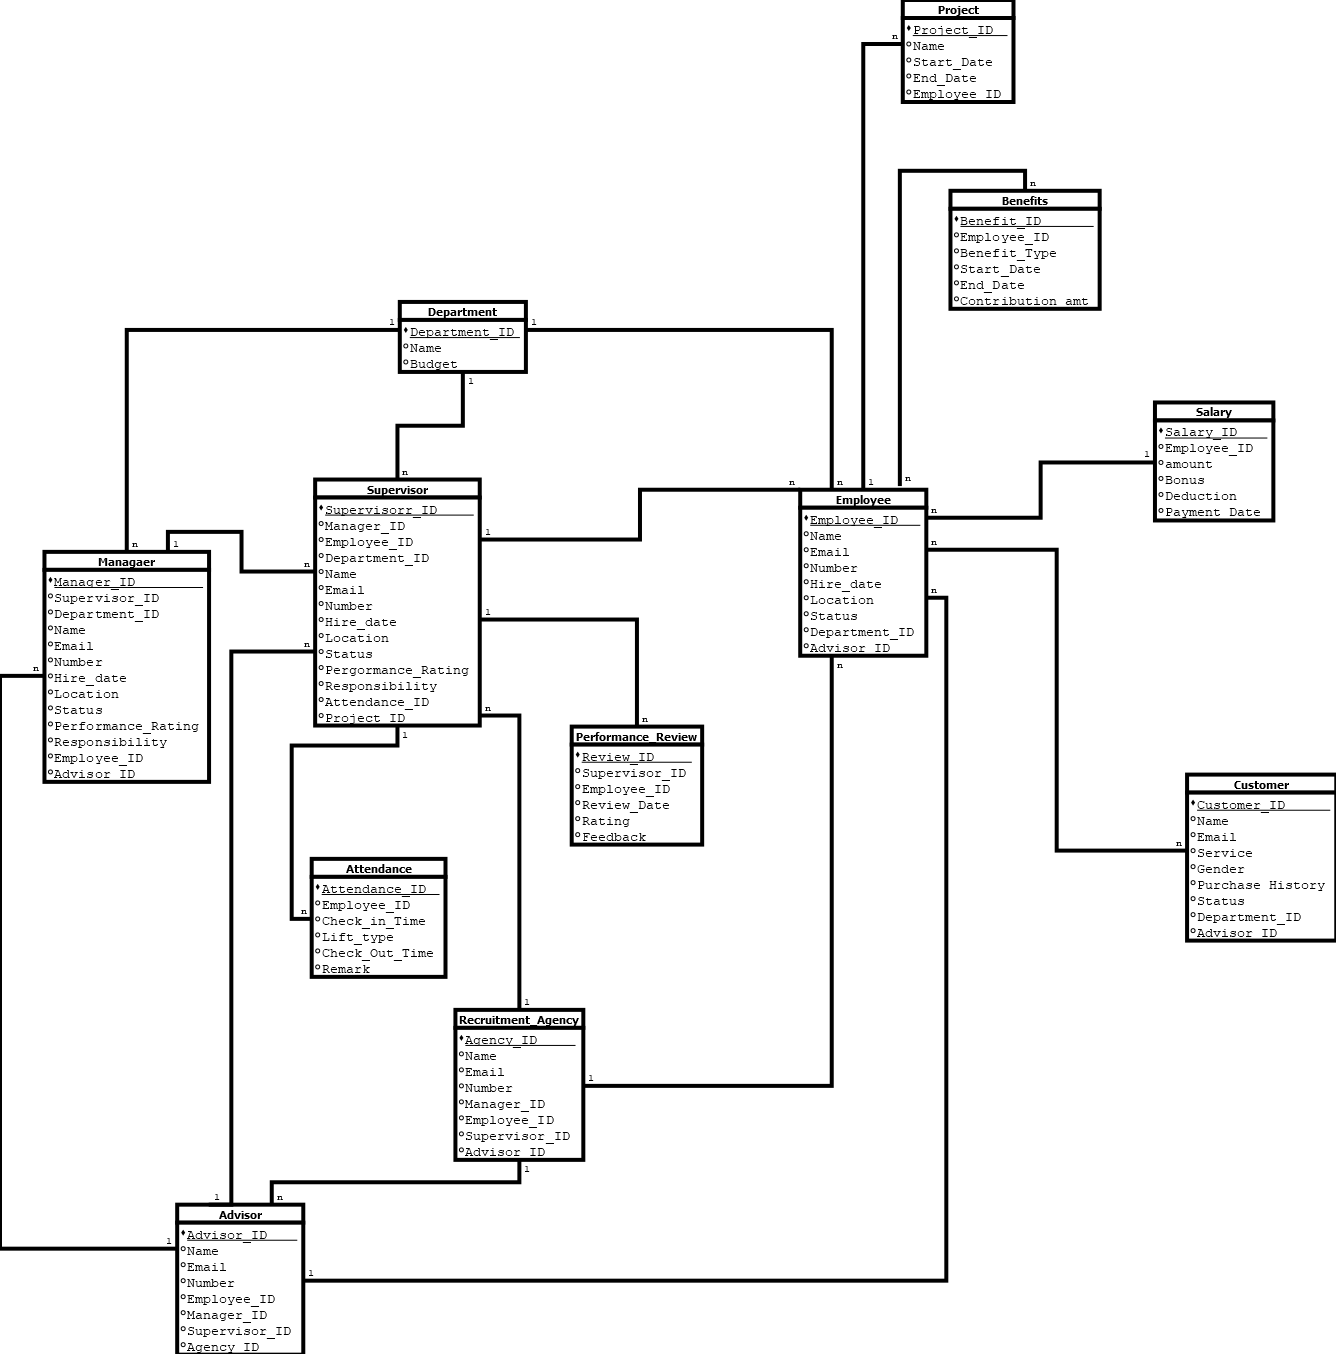 Project
Project_ID
Name
Start_Date
End_Date
Employee_ID
n
n
Benefits
Benefit_ID
Employee_ID
Benefit_Type
Start_Date
End_Date
Contribution_amt
Department
Department_ID
Name
Budget
1
1
1
Salary
Salary_ID
Employee_ID
amount
Bonus
Deduction
Payment_Date
1
n
Supervisor
Supervisorr_ID
Manager_ID
Employee_ID
Department_ID
Name
Email
Number
Hire_date
Location
Status
Pergormance_Rating
Responsibility
Attendance_ID
Project_ID
1
n
1
n
n
1
n
n
1
n
Employee
Employee_ID
Name
Email
Number
Hire_date
Location
Status
Department_ID
Advisor_ID
n
n
n
n
n
1
Managaer
Manager_ID
Supervisor_ID
Department_ID
Name
Email
Number
Hire_date
Location
Status
Performance_Rating
Responsibility
Employee_ID
Advisor_ID
n
n
Performance_Review
Review_ID
Supervisor_ID
Employee_ID
Review_Date
Rating
Feedback
Customer
Customer_ID
Name
Email
Service
Gender
Purchase History
Status
Department_ID
Advisor_ID
n
Attendance
Attendance_ID
Employee_ID
Check_in_Time
Lift_type
Check_Out_Time
Remark
n
1
Recruitment_Agency
Agency_ID
Name
Email
Number
Manager_ID
Employee_ID
Supervisor_ID
Advisor_ID
1
1
1
n
Advisor
Advisor_ID
Name
Email
Number
Employee_ID
Manager_ID
Supervisor_ID
Agency_ID
1
1